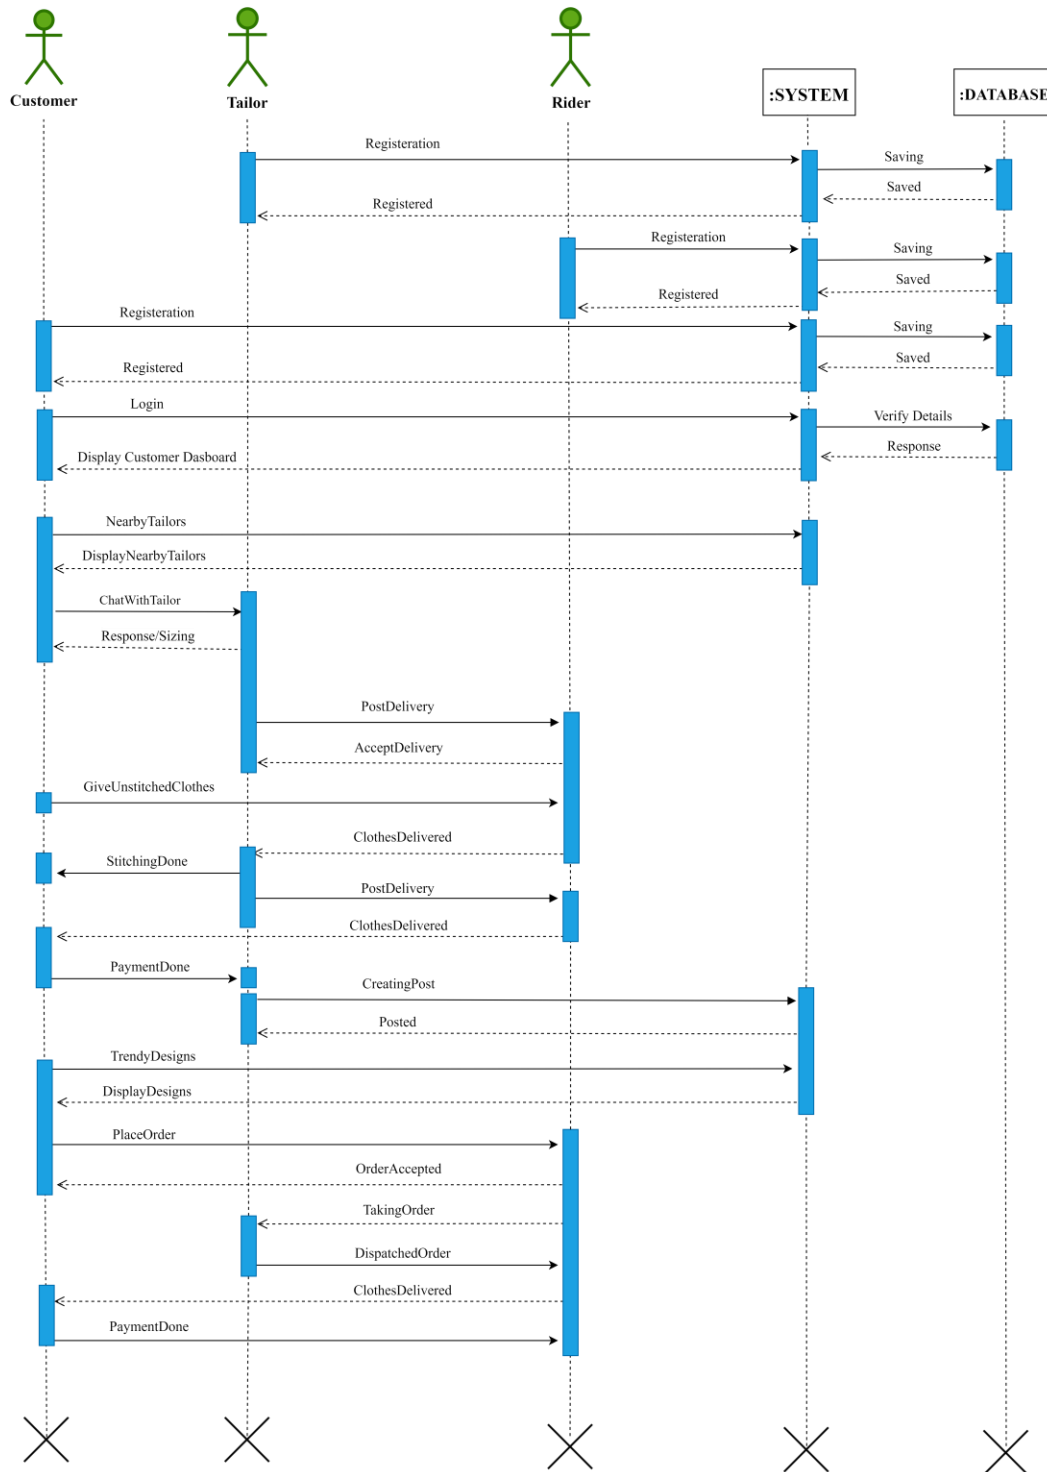 Customer
Tailor
Rider
:SYSTEM
:DATABASE
Registeration
Saving
Saved
Registered
Registeration
Saving
Saved
Registered
Registeration
Saving
Saved
Registered
Login
Verify Details
Response
Display Customer Dasboard
NearbyTailors
DisplayNearbyTailors
ChatWithTailor
Response/Sizing
PostDelivery
AcceptDelivery
GiveUnstitchedClothes
ClothesDelivered
StitchingDone
PostDelivery
ClothesDelivered
PaymentDone
CreatingPost
Posted
TrendyDesigns
DisplayDesigns
PlaceOrder
OrderAccepted
TakingOrder
DispatchedOrder
ClothesDelivered
PaymentDone